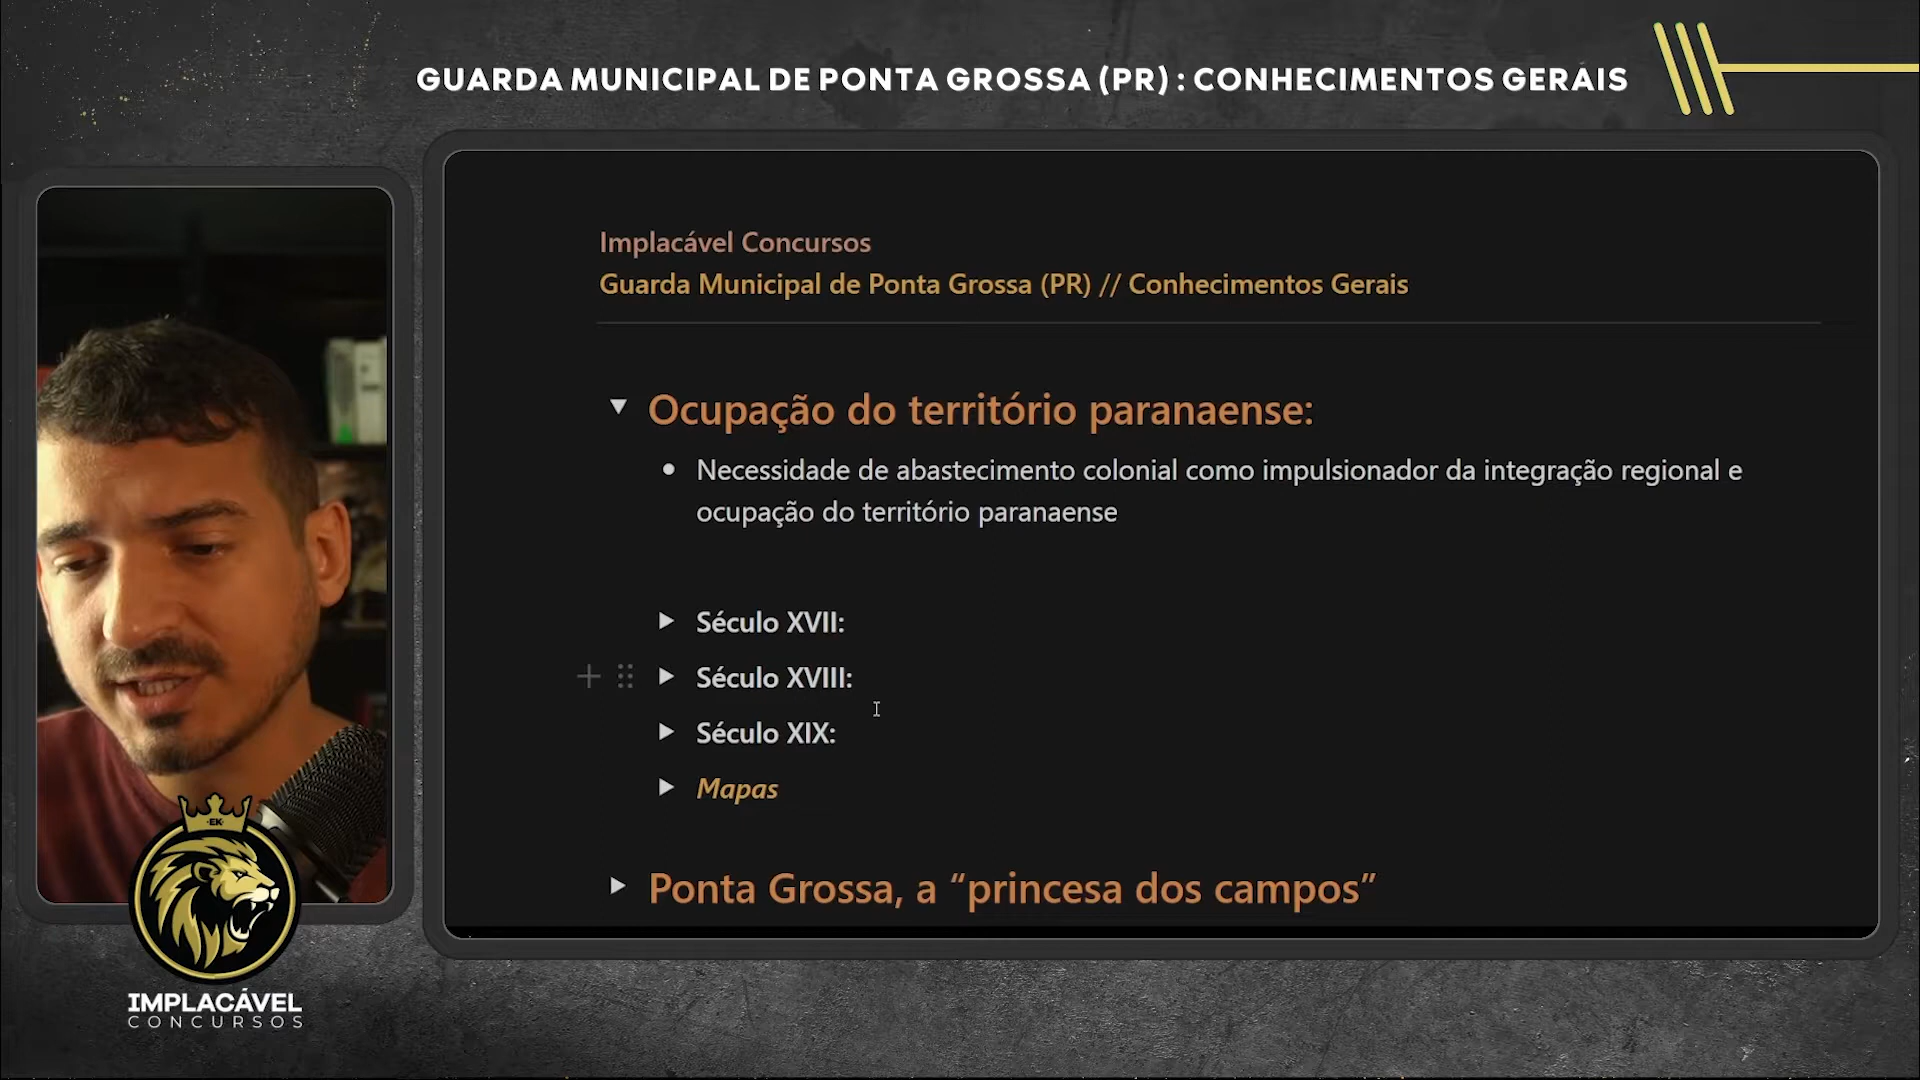 GUARDA MUNICIPAL DE PONTA GROSSA (PR) : CONHECIMENTOS GERAIS
Implacável Concursos
Guarda Municipal de Ponta Grossa (PR) // Conhecimentos Gerais
Ocupação do território paranaense:
Necessidade de abastecimento colonial como impulsionador da integração regional e
ocupação do território paranaense
Século XVII:
Século XVIII:
Século XIX:
Mapas
Ponta Grossa, a “princesa dos campos”
EK
IMPLACÁVEL
CONCURSOS